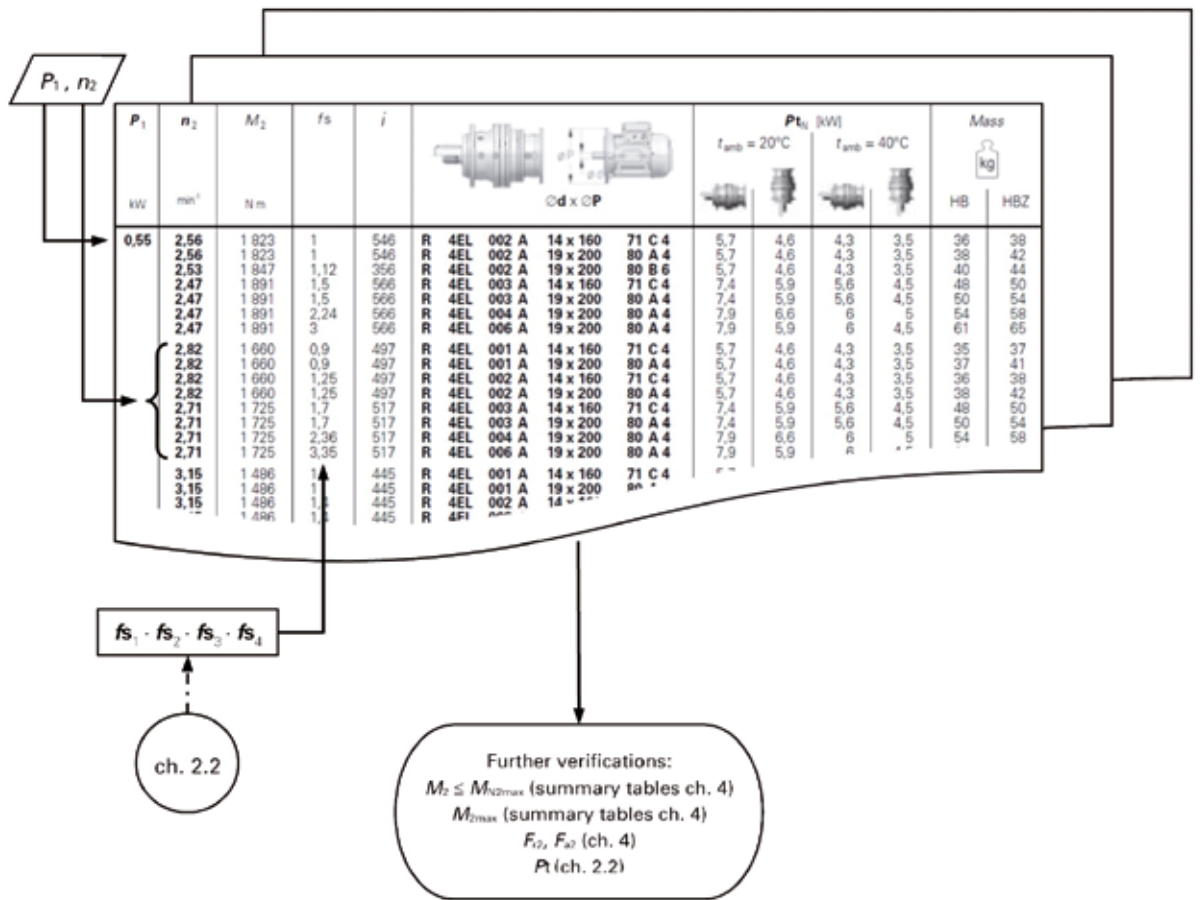 P₁ , n₂
P₁ n₂ M₂ fs i Pt_N [kW] Mass
t_amb = 20°C t_amb = 40°C
kg
ØP
kW min⁻¹ N m Ød x ØP HB HBZ
0,55 2,56 1 823 1 546 R 4EL 002 A 14 x 160 71 C 4 5,7 4,6 4,3 3,5 36 38
2,56 1 823 1 546 R 4EL 002 A 19 x 200 80 A 4 5,7 4,6 4,3 3,5 38 42
2,53 1 847 1,12 356 R 4EL 002 A 19 x 200 80 B 6 5,7 4,6 4,3 3,5 40 44
2,47 1 891 1,5 566 R 4EL 003 A 14 x 160 71 C 4 7,4 5,9 5,6 4,5 48 50
2,47 1 891 1,5 566 R 4EL 003 A 19 x 200 80 A 4 7,4 5,9 5,6 4,5 50 54
2,47 1 891 2,24 566 R 4EL 004 A 19 x 200 80 A 4 7,9 6,6 6 5 54 58
2,47 1 891 3 566 R 4EL 006 A 19 x 200 80 A 4 7,9 5,9 6 4,5 61 65
2,82 1 660 0,9 497 R 4EL 001 A 14 x 160 71 C 4 5,7 4,6 4,3 3,5 35 37
2,82 1 660 0,9 497 R 4EL 001 A 19 x 200 80 A 4 5,7 4,6 4,3 3,5 37 41
2,82 1 660 1,25 497 R 4EL 002 A 14 x 160 71 C 4 5,7 4,6 4,3 3,5 36 38
2,82 1 660 1,25 497 R 4EL 002 A 19 x 200 80 A 4 5,7 4,6 4,3 3,5 38 42
2,71 1 725 1,7 517 R 4EL 003 A 14 x 160 71 C 4 7,4 5,9 5,6 4,5 48 50
2,71 1 725 1,7 517 R 4EL 003 A 19 x 200 80 A 4 7,4 5,9 5,6 4,5 50 54
2,71 1 725 2,36 517 R 4EL 004 A 19 x 200 80 A 4 7,9 6,6 6 5 54 58
2,71 1 725 3,35 517 R 4EL 006 A 19 x 200 80 A 4 7,9 5,9 6
3,15 1 486 445 R 4EL 001 A 14 x 160 71 C 4
3,15 1 486 445 R 4EL 001 A 19 x 200
3,15 1 486 445 R 4EL 002 A
1 486 445 R 4EL
fs₁ · fs₂ · fs₃ · fs₄
ch. 2.2
Further verifications:
M₂ ≤ M_N2max (summary tables ch. 4)
M_2max (summary tables ch. 4)
F_r2, F_a2 (ch. 4)
Pt (ch. 2.2)